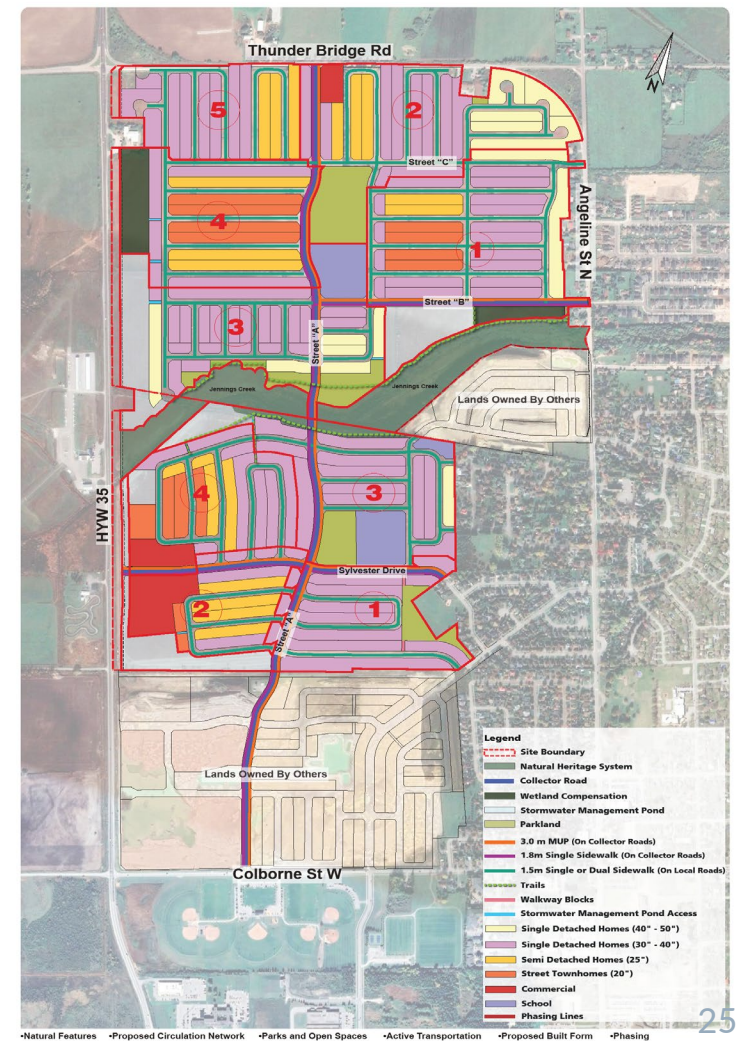 Thunder Bridge Rd
N
5
2
Street "C"
Angeline St N
4
1
Street "B"
3
Street "A"
Jennings Creek
Jennings Creek
Lands Owned By Others
HYW 35
4
3
Sylvester Drive
2
1
Street "A"
Lands Owned By Others
Colborne St W
Legend
Site Boundary
Natural Heritage System
Collector Road
Wetland Compensation
Stormwater Management Pond
Parkland
3.0 m MUP (On Collector Roads)
1.8m Single Sidewalk (On Collector Roads)
1.5m Single or Dual Sidewalk (On Local Roads)
Trails
Walkway Blocks
Stormwater Management Pond Access
Single Detached Homes (40" - 50")
Single Detached Homes (30" - 40")
Semi Detached Homes (25")
Street Townhomes (20")
Commercial
School
Phasing Lines
25
•Natural Features •Proposed Circulation Network •Parks and Open Spaces •Active Transportation •Proposed Built Form •Phasing